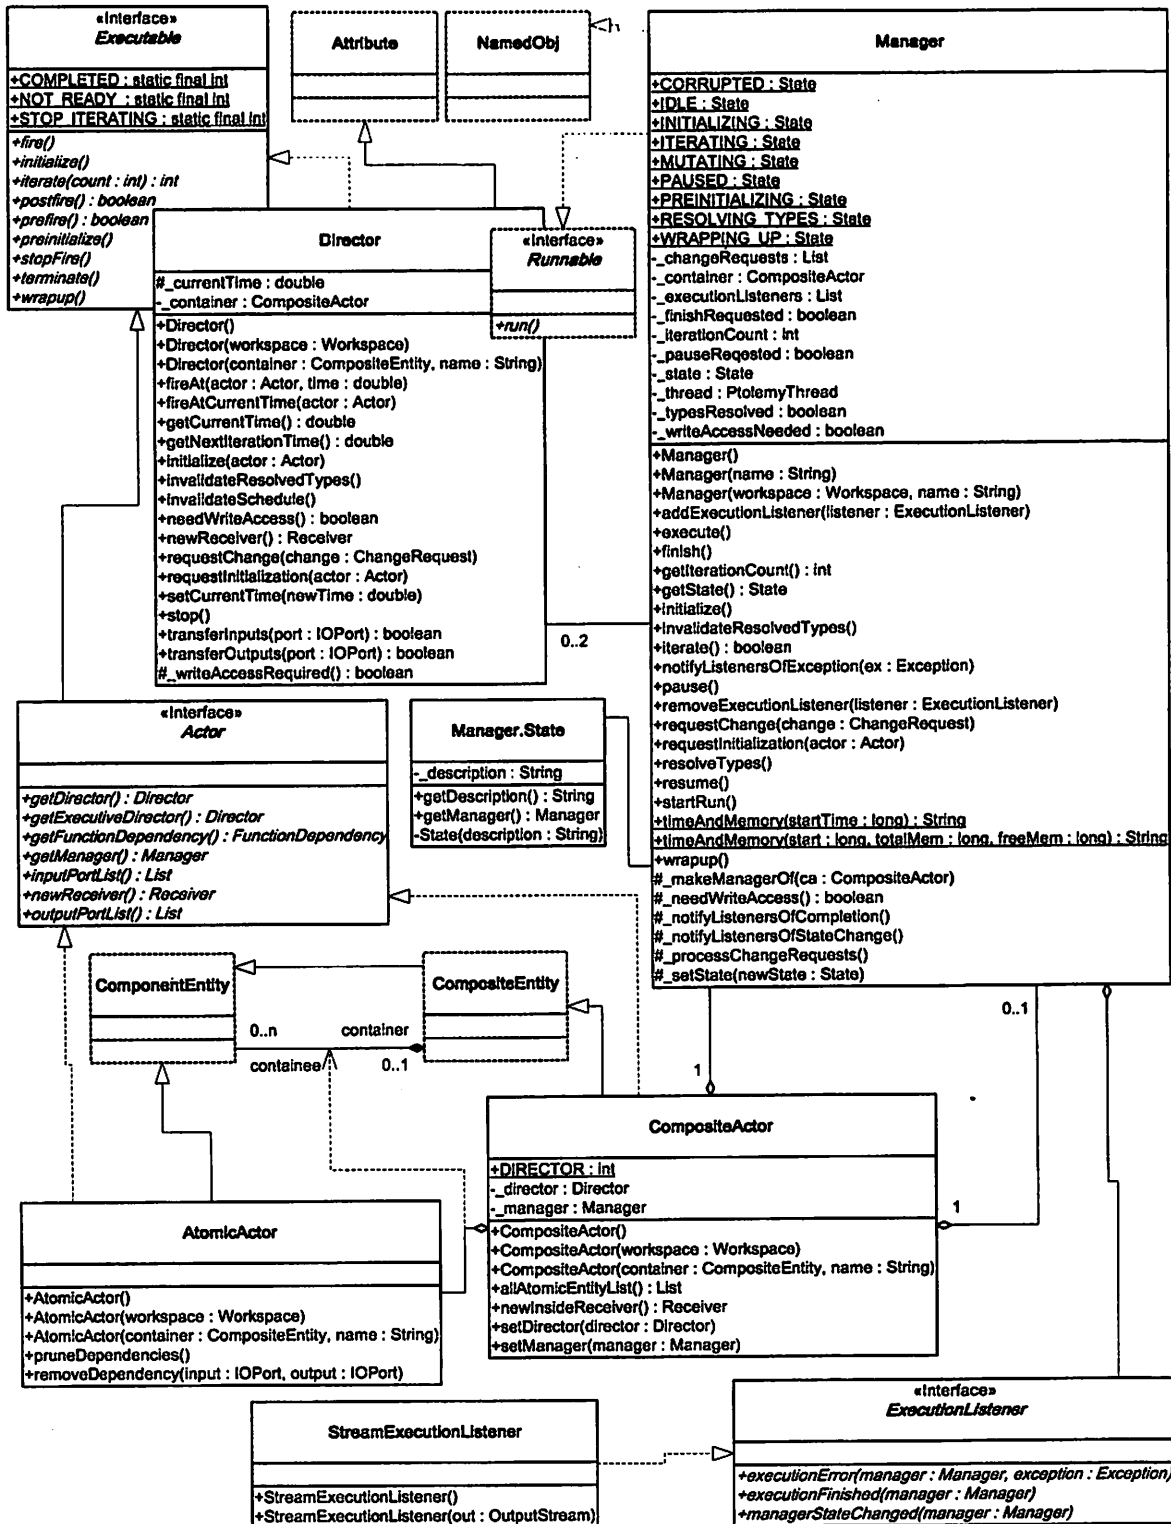 «Interface»
Executable
+COMPLETED : static final int
+NOT_READY : static final int
+STOP_ITERATING : static final int
+fire()
+initialize()
+iterate(count : int) : int
+postfire() : boolean
+prefire() : boolean
+preinitialize()
+stopFire()
+terminate()
+wrapup()
Attribute
NamedObj
Manager
+CORRUPTED : State
+IDLE : State
+INITIALIZING : State
+ITERATING : State
+MUTATING : State
+PAUSED : State
+PREINITIALIZING : State
+RESOLVING_TYPES : State
+WRAPPING_UP : State
-_changeRequests : List
-_container : CompositeActor
-_executionListeners : List
-_finishRequested : boolean
-_iterationCount : int
-_pauseReqested : boolean
-_state : State
-_thread : PtolemyThread
-_typesResolved : boolean
-_writeAccessNeeded : boolean
+Manager()
+Manager(name : String)
+Manager(workspace : Workspace, name : String)
+addExecutionListener(listener : ExecutionListener)
+execute()
+finish()
+getIterationCount() : int
+getState() : State
+initialize()
+invalidateResolvedTypes()
+iterate() : boolean
+notifyListenersOfException(ex : Exception)
+pause()
+removeExecutionListener(listener : ExecutionListener)
+requestChange(change : ChangeRequest)
+requestInitialization(actor : Actor)
+resolveTypes()
+resume()
+startRun()
+timeAndMemory(startTime : long) : String
+timeAndMemory(start : long, totalMem : long, freeMem : long) : String
+wrapup()
#_makeManagerOf(ca : CompositeActor)
#_needWriteAccess() : boolean
#_notifyListenersOfCompletion()
#_notifyListenersOfStateChange()
#_processChangeRequests()
#_setState(newState : State)
Director
#_currentTime : double
-_container : CompositeActor
+Director()
+Director(workspace : Workspace)
+Director(container : CompositeEntity, name : String)
+fireAt(actor : Actor, time : double)
+fireAtCurrentTime(actor : Actor)
+getCurrentTime() : double
+getNextIterationTime() : double
+initialize(actor : Actor)
+invalidateResolvedTypes()
+invalidateSchedule()
+needWriteAccess() : boolean
+newReceiver() : Receiver
+requestChange(change : ChangeRequest)
+requestInitialization(actor : Actor)
+setCurrentTime(newTime : double)
+stop()
+transferInputs(port : IOPort) : boolean
+transferOutputs(port : IOPort) : boolean
#_writeAccessRequired() : boolean
«Interface»
Runnable
+run()
0..2
«Interface»
Actor
+getDirector() : Director
+getExecutiveDirector() : Director
+getFunctionDependency() : FunctionDependency
+getManager() : Manager
+inputPortList() : List
+newReceiver() : Receiver
+outputPortList() : List
Manager.State
-_description : String
+getDescription() : String
+getManager() : Manager
-State(description : String)
ComponentEntity
CompositeEntity
0..n
container
containee
0..1
0..1
1
1
CompositeActor
+DIRECTOR : int
-_director : Director
-_manager : Manager
+CompositeActor()
+CompositeActor(workspace : Workspace)
+CompositeActor(container : CompositeEntity, name : String)
+allAtomicEntityList() : List
+newInsideReceiver() : Receiver
+setDirector(director : Director)
+setManager(manager : Manager)
AtomicActor
+AtomicActor()
+AtomicActor(workspace : Workspace)
+AtomicActor(container : CompositeEntity, name : String)
+pruneDependencies()
+removeDependency(input : IOPort, output : IOPort)
StreamExecutionListener
+StreamExecutionListener()
+StreamExecutionListener(out : OutputStream)
«Interface»
ExecutionListener
+executionError(manager : Manager, exception : Exception)
+executionFinished(manager : Manager)
+managerStateChanged(manager : Manager)